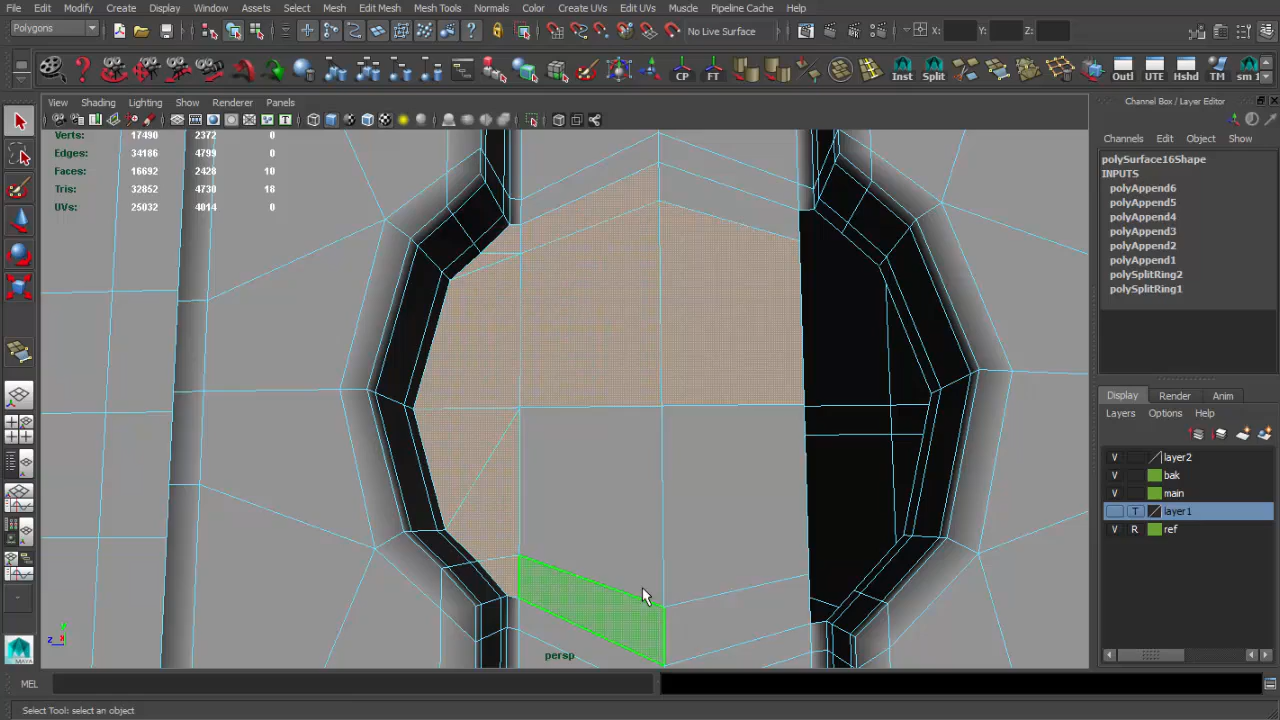 File Edit Modify Create Display Window Assets Select Mesh Edit Mesh Mesh Tools Normals Color Create UVs Edit UVs Muscle Pipeline Cache Help
Polygons
No Live Surface
X:
Y:
Z:
CP FT Inst Split Outl UTE Hshd TM sm 1
View Shading Lighting Show Renderer Panels
Channel Box / Layer Editor
Channels Edit Object Show
Verts: 17490 2372 0
Edges: 34186 4799 0
Faces: 16692 2428 10
Tris: 32852 4730 18
UVs: 25032 4014 0
polySurface16Shape
INPUTS
polyAppend6
polyAppend5
polyAppend4
polyAppend3
polyAppend2
polyAppend1
polySplitRing2
polySplitRing1
Display Render Anim
Layers Options Help
V layer2
V bak
V main
T layer1
V R ref
persp
MEL
Select Tool: select an object